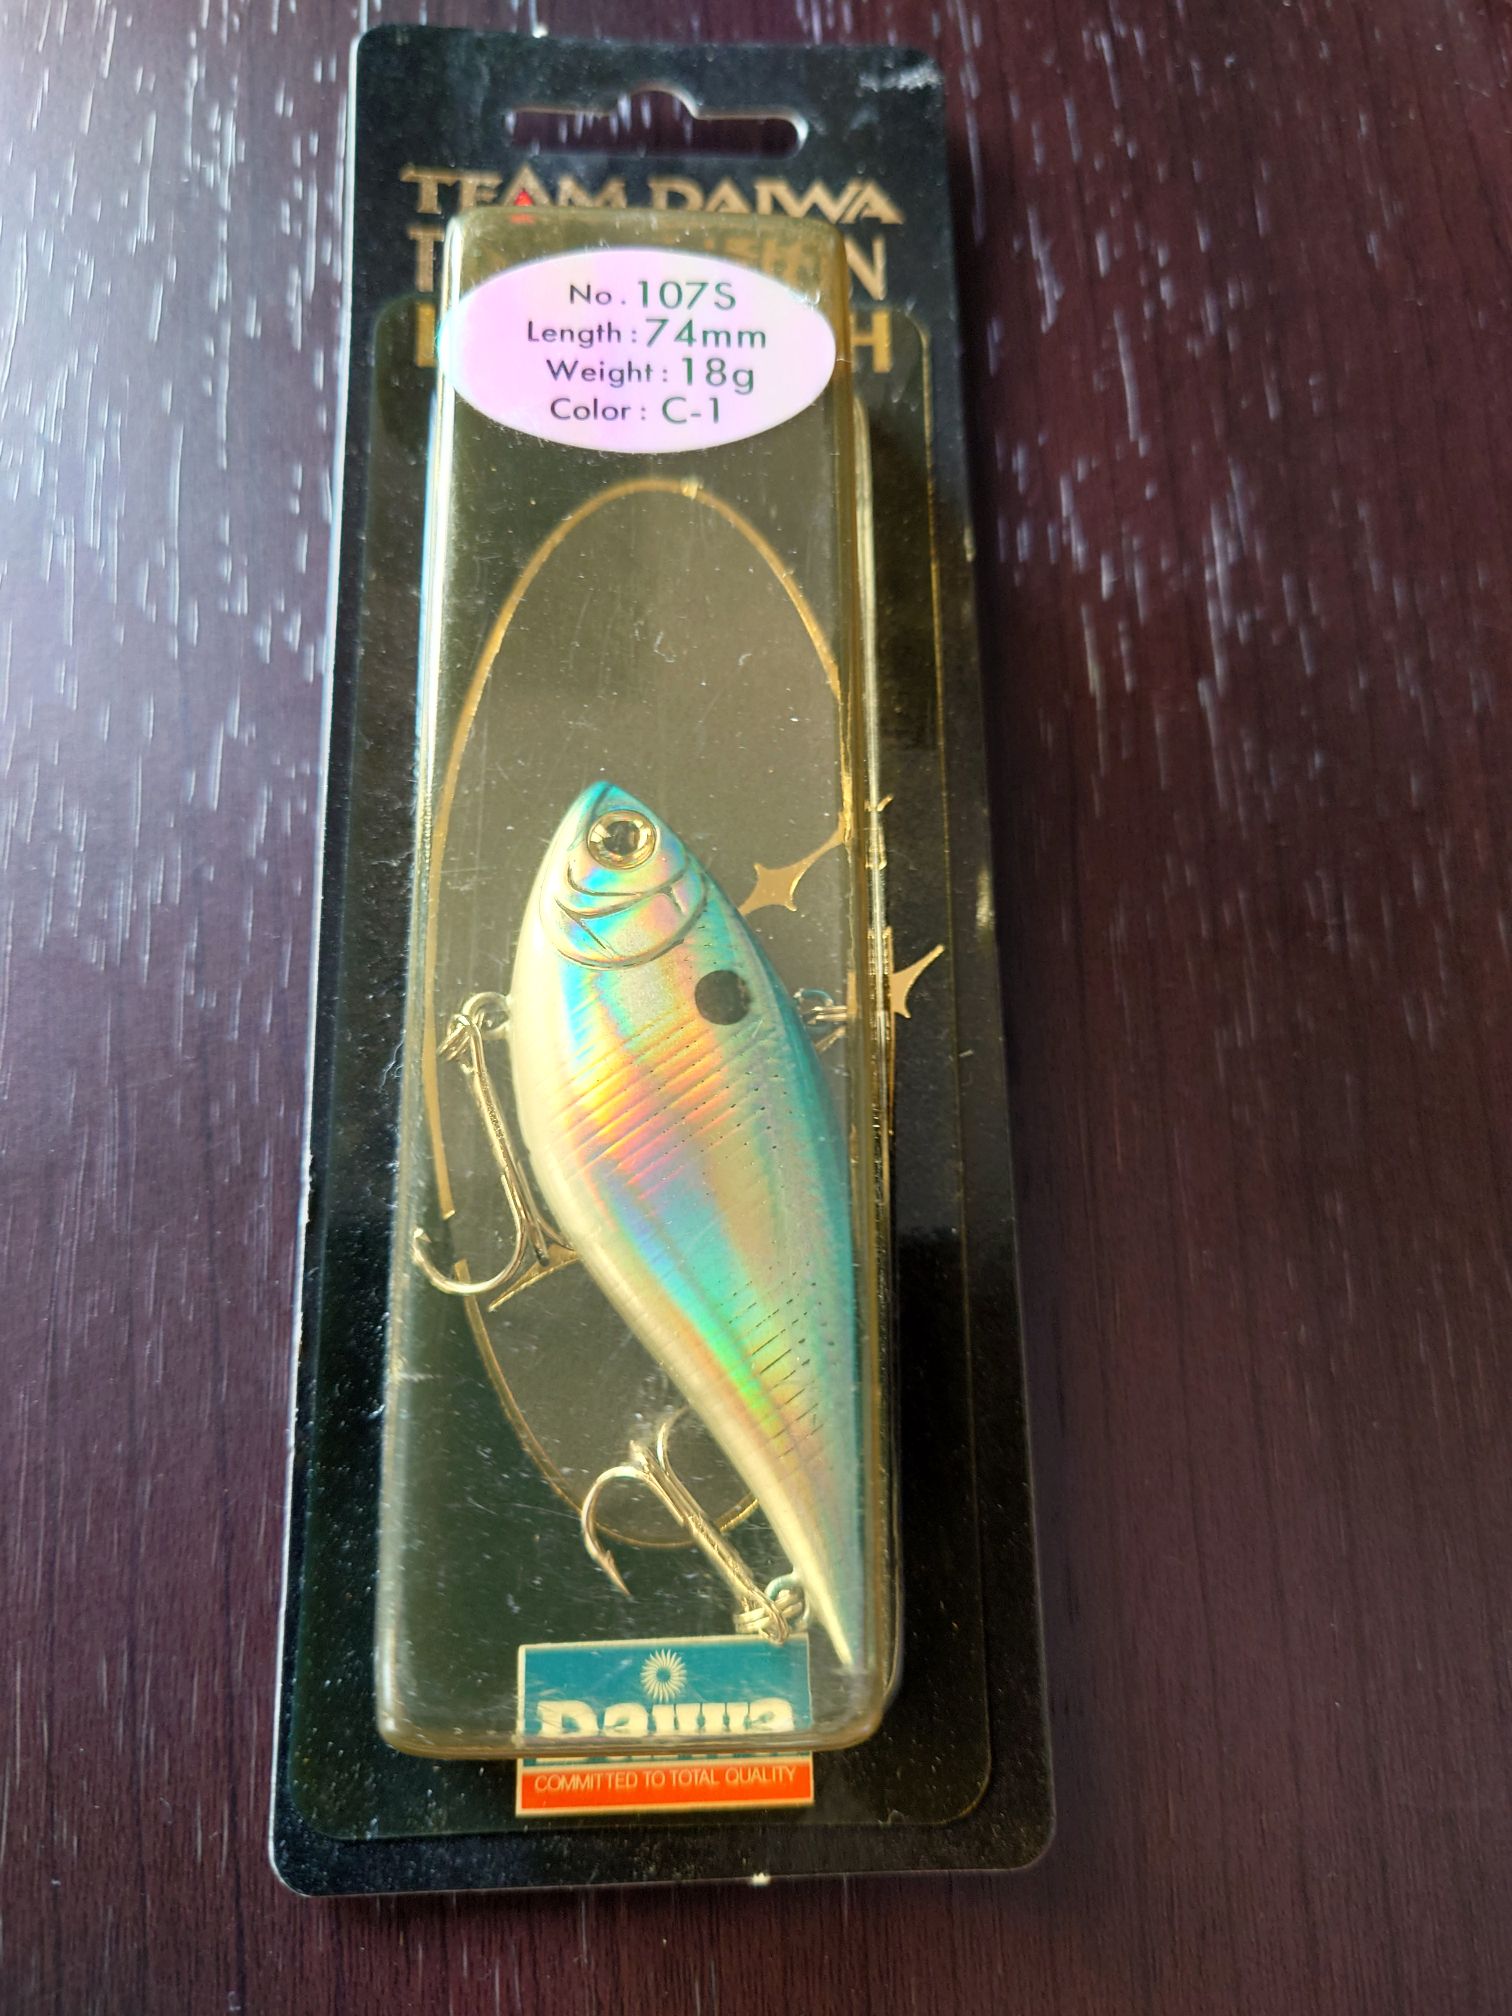 TEAM DAIWA
No. 107S
Length: 74mm
Weight: 18g
Color: C-1
Daiwa
COMMITTED TO TOTAL QUALITY